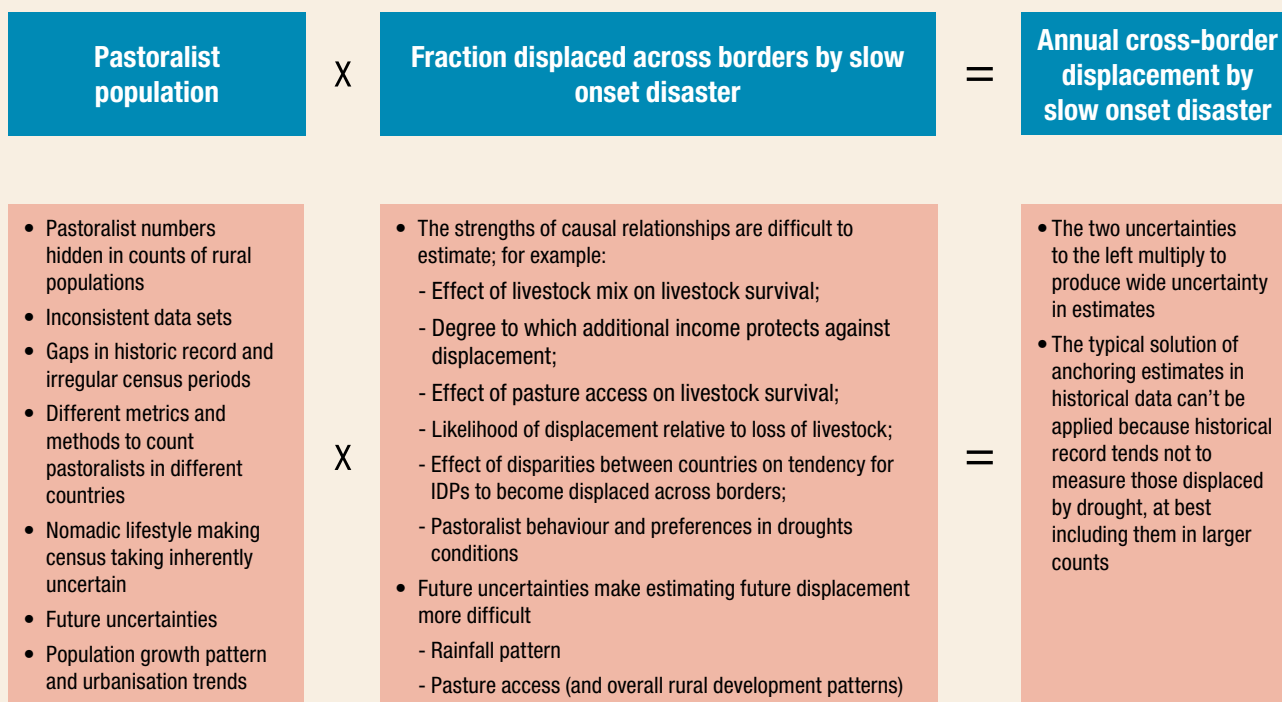 Pastoralist
population
X
Fraction displaced across borders by slow
onset disaster
=
Annual cross-border
displacement by
slow onset disaster
• Pastoralist numbers
hidden in counts of rural
populations
• Inconsistent data sets
• Gaps in historic record and
irregular census periods
• Different metrics and
methods to count
pastoralists in different
countries
• Nomadic lifestyle making
census taking inherently
uncertain
• Future uncertainties
• Population growth pattern
and urbanisation trends
X
• The strengths of causal relationships are difficult to
estimate; for example:
- Effect of livestock mix on livestock survival;
- Degree to which additional income protects against
displacement;
- Effect of pasture access on livestock survival;
- Likelihood of displacement relative to loss of livestock;
- Effect of disparities between countries on tendency for
IDPs to become displaced across borders;
- Pastoralist behaviour and preferences in droughts
conditions
• Future uncertainties make estimating future displacement
more difficult
- Rainfall pattern
- Pasture access (and overall rural development patterns)
=
• The two uncertainties
to the left multiply to
produce wide uncertainty
in estimates
• The typical solution of
anchoring estimates in
historical data can't be
applied because historical
record tends not to
measure those displaced
by drought, at best
including them in larger
counts